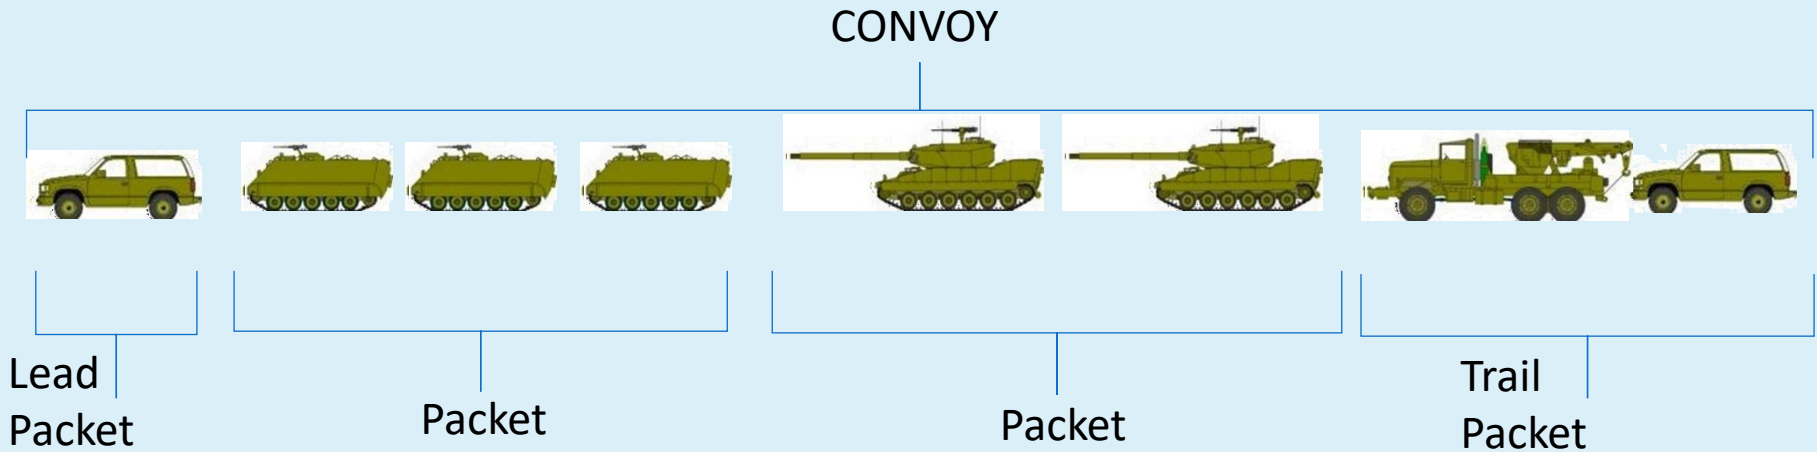 CONVOY
Lead
Packet
Packet
Packet
Trail
Packet